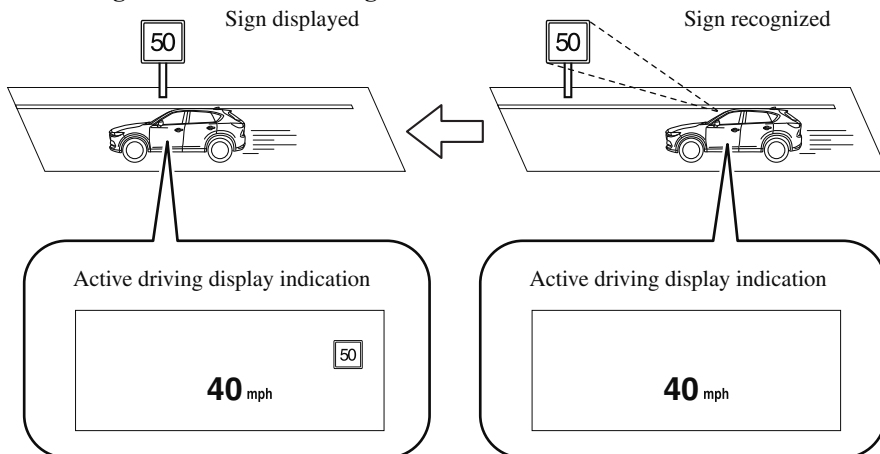 Sign displayed
Sign recognized
50
50
Active driving display indication
Active driving display indication
50
40 mph
40 mph